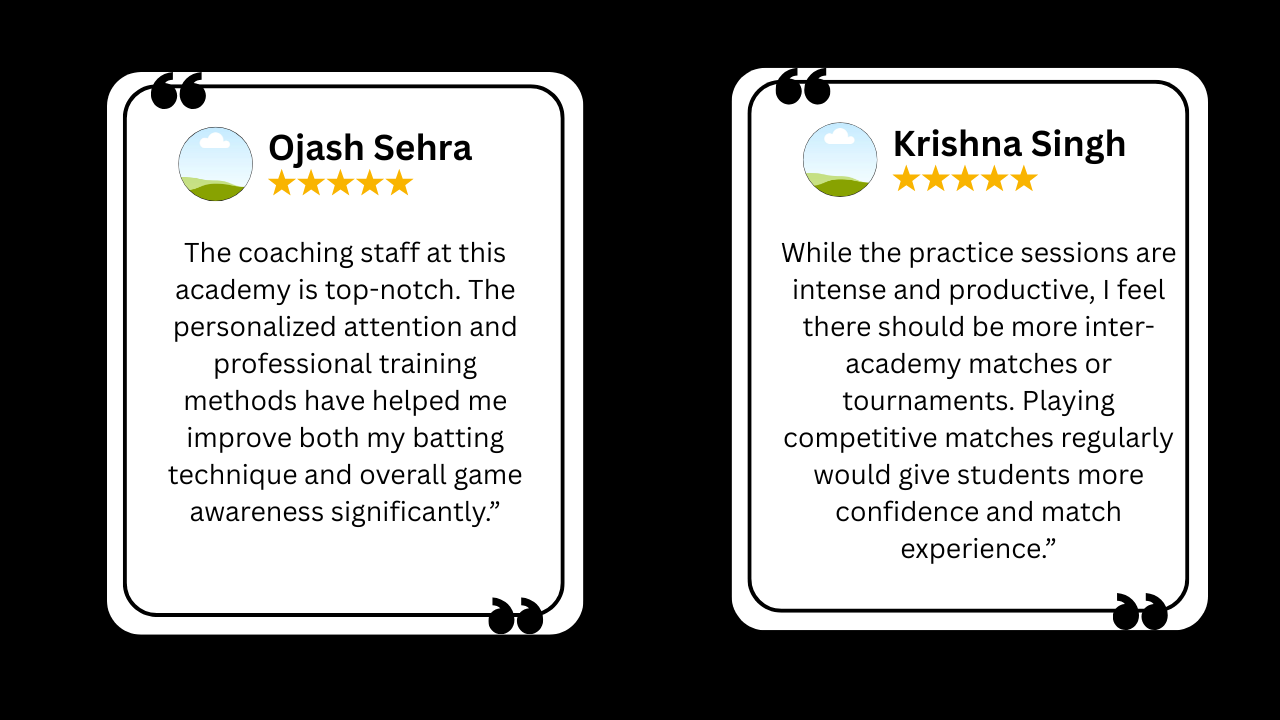 Ojash Sehra
The coaching staff at this
academy is top-notch. The
personalized attention and
professional training
methods have helped me
improve both my batting
technique and overall game
awareness significantly.”
Krishna Singh
While the practice sessions are
intense and productive, I feel
there should be more inter-
academy matches or
tournaments. Playing
competitive matches regularly
would give students more
confidence and match
experience.”